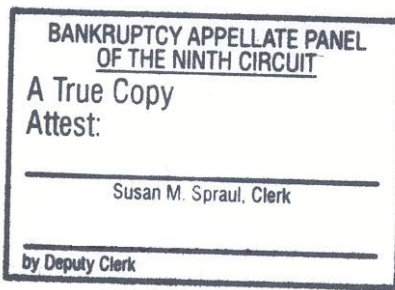 BANKRUPTCY APPELLATE PANEL
OF THE NINTH CIRCUIT
A True Copy
Attest:
Susan M. Spraul, Clerk
by Deputy Clerk